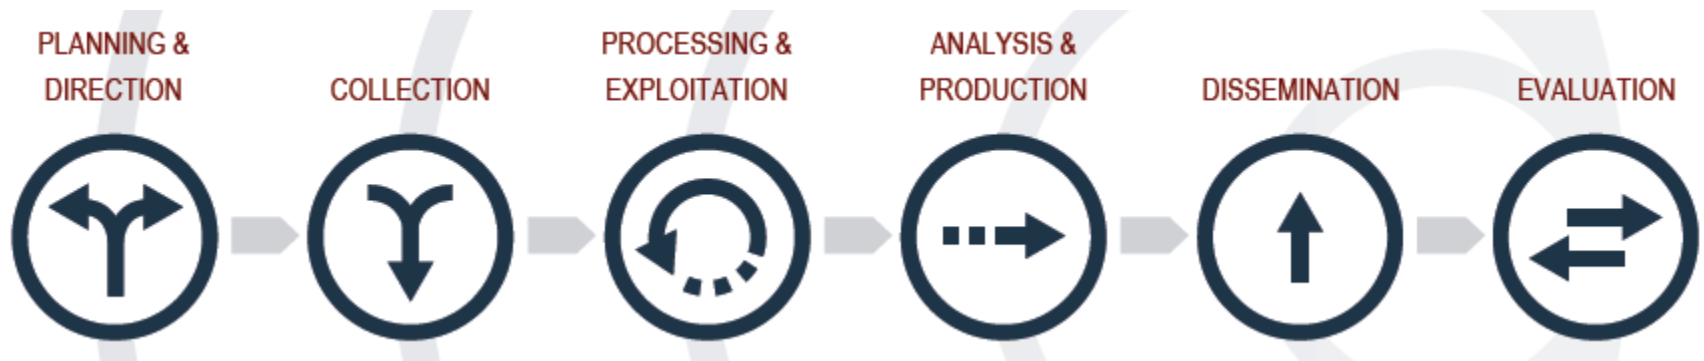 PLANNING &
DIRECTION
COLLECTION
PROCESSING &
EXPLOITATION
ANALYSIS &
PRODUCTION
DISSEMINATION
EVALUATION